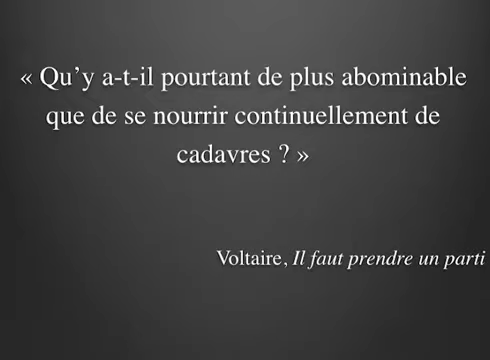 « Qu’y a-t-il pourtant de plus abominable
que de se nourrir continuellement de
cadavres ? »
Voltaire, Il faut prendre un parti